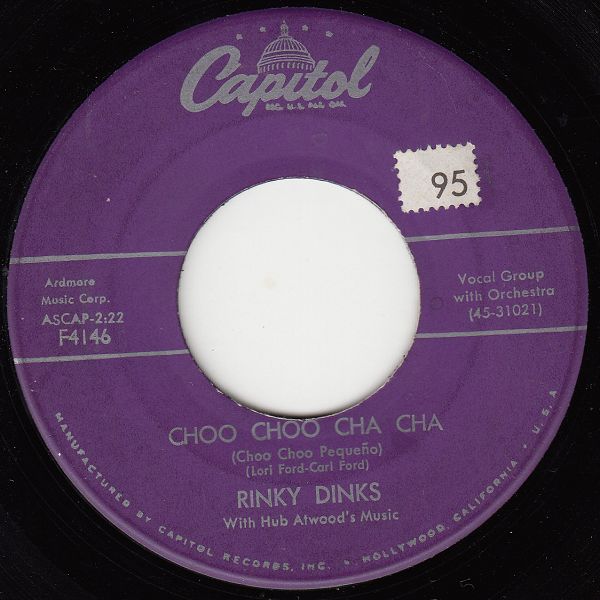 Capitol
REG. U.S. PAT. OFF.
95
Ardmore
Music Corp.
ASCAP-2:22
F4146
Vocal Group
with Orchestra
(45-31021)
CHOO CHOO CHA CHA
(Choo Choo Pequeño)
(Lori Ford-Carl Ford)
RINKY DINKS
With Hub Atwood's Music
MANUFACTURED BY CAPITOL RECORDS, INC. • HOLLYWOOD, CALIFORNIA • U.S.A